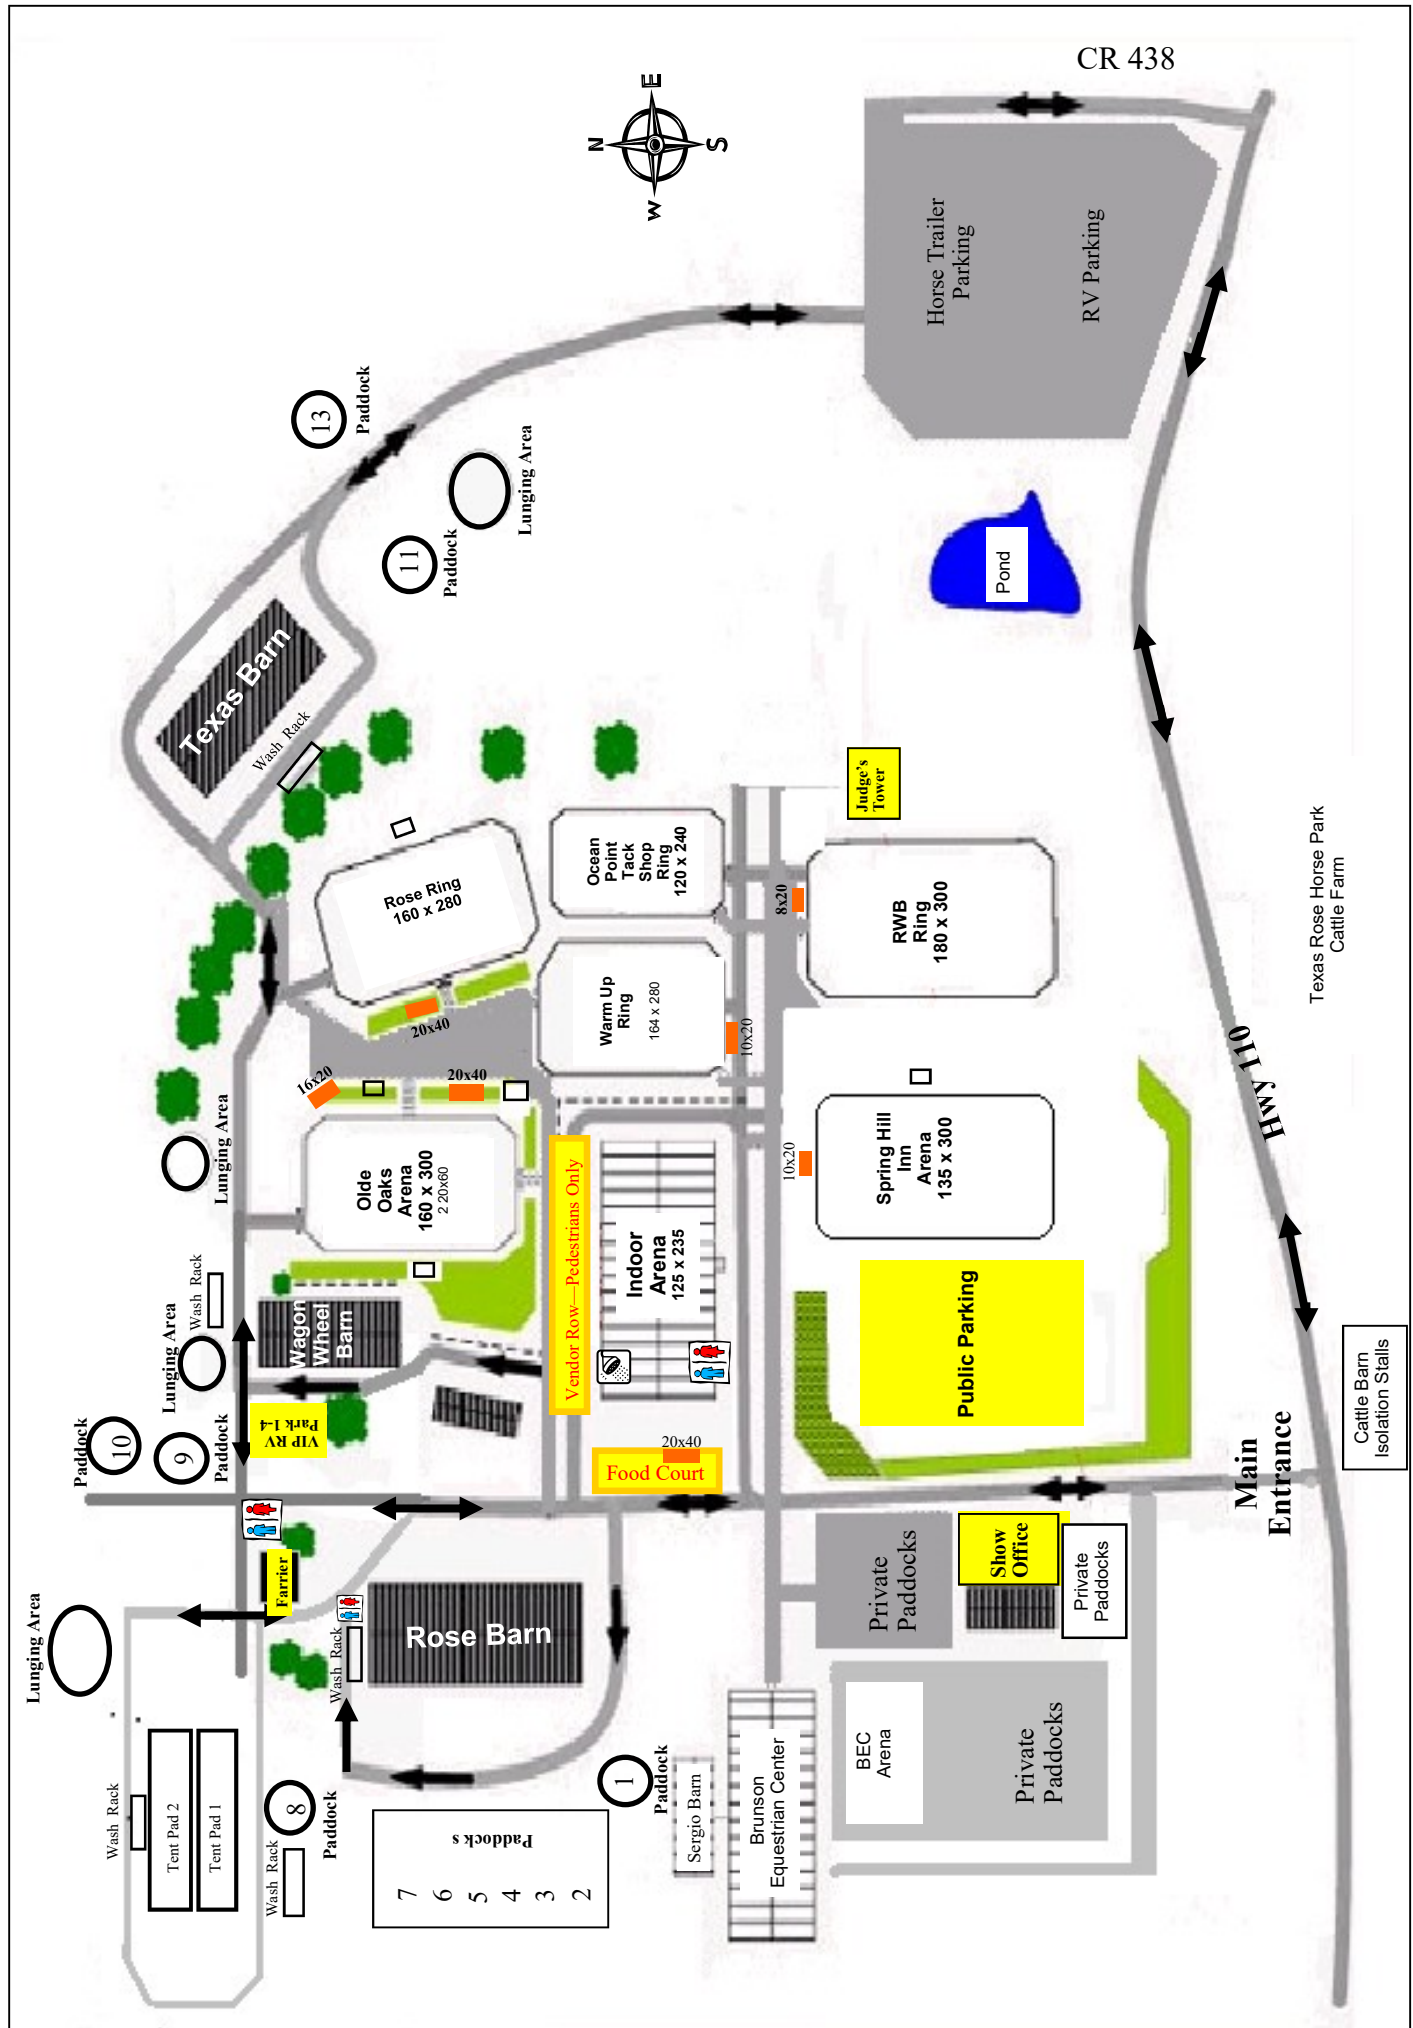 CR 438
N
E
S
W
Horse Trailer
Parking
RV Parking
13
Paddock
Lunging Area
11
Paddock
Pond
Texas Barn
Wash Rack
Judge's
Tower
Rose Ring
160 x 280
Ocean
Point
Tack
Shop
Ring
120 x 240
8x20
RWB
Ring
180 x 300
Texas Rose Horse Park
Cattle Farm
Warm Up
Ring
164 x 280
20x40
10x20
16x20
20x40
Hwy 110
Lunging Area
Olde
Oaks
Arena
160 x 300
2 20x60
10x20
Spring Hill
Inn
Arena
135 x 300
Vendor Row—Pedestrians Only
Indoor
Arena
125 x 235
Wash Rack
Lunging Area
Wagon
Wheel
Barn
Public Parking
Cattle Barn
Isolation Stalls
VIP RV
Park 1-4
Paddock
10
9
Paddock
20x40
Food Court
Main
Entrance
Farrier
Private
Paddocks
Show
Office
Private
Paddocks
Lunging Area
Wash Rack
Rose Barn
Wash Rack
Tent Pad 2
Tent Pad 1
8
Paddock
Wash Rack
1
Paddock
Paddock s
7
6
5
4
3
2
Sergio Barn
Brunson
Equestrian Center
BEC
Arena
Private
Paddocks